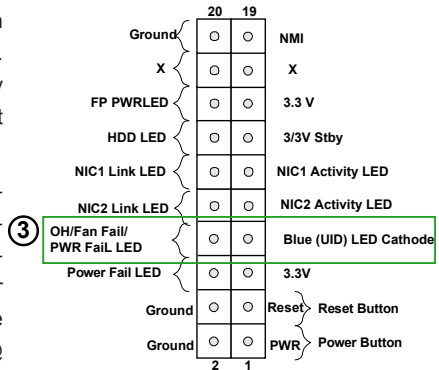 20 19
Ground NMI
X X
FP PWRLED 3.3 V
HDD LED 3/3V Stby
NIC1 Link LED NIC1 Activity LED
NIC2 Link LED NIC2 Activity LED
3
OH/Fan Fail/
PWR FaiL LED
Blue (UID) LED Cathode
Power Fail LED 3.3V
Ground Reset Reset Button
Ground PWR Power Button
2 1